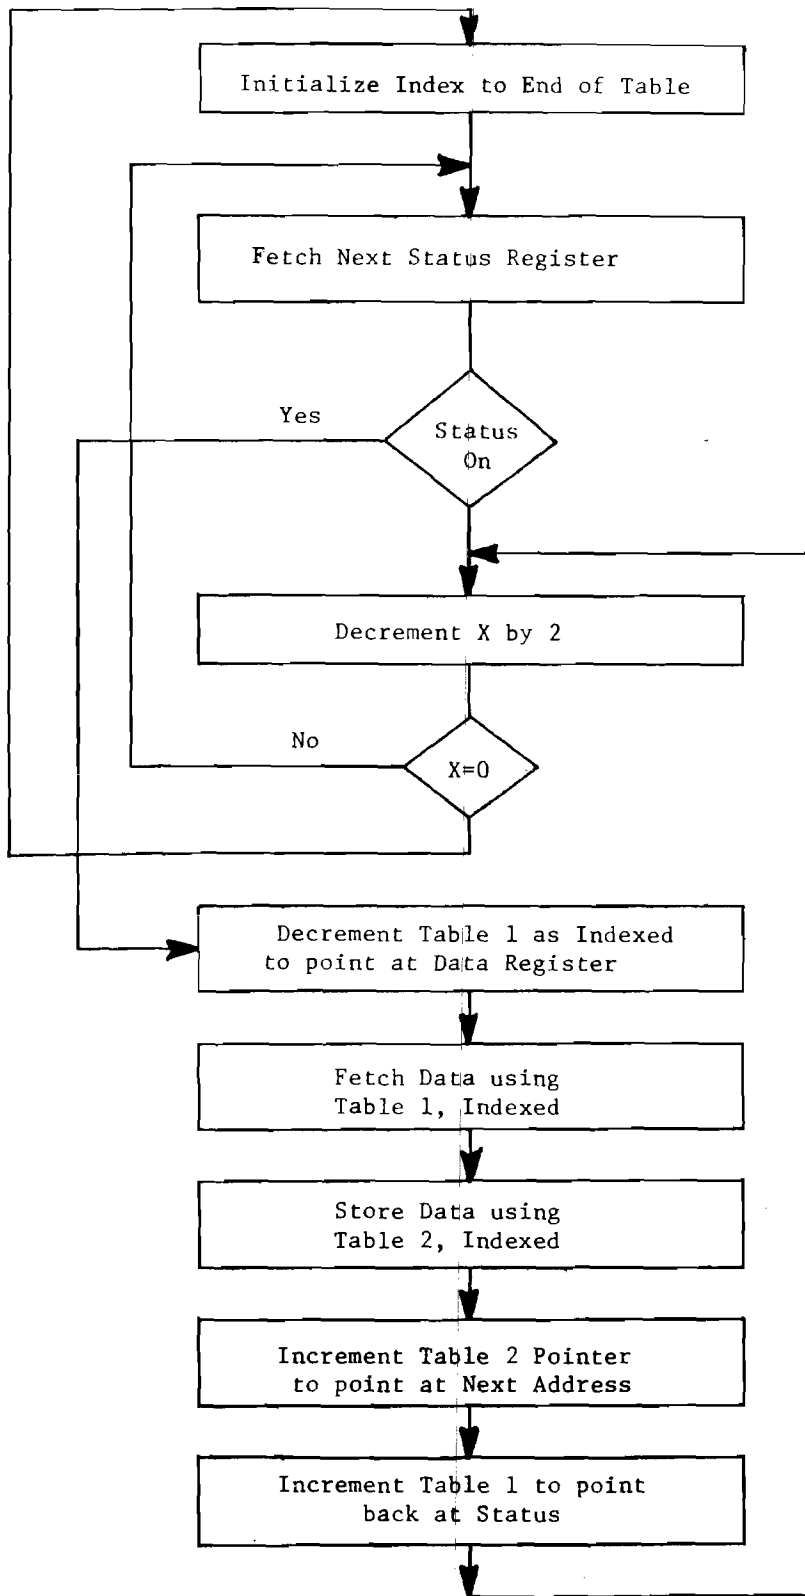 Initialize Index to End of Table
Fetch Next Status Register
Yes
Status
On
Decrement X by 2
No
X=0
Decrement Table 1 as Indexed
to point at Data Register
Fetch Data using
Table 1, Indexed
Store Data using
Table 2, Indexed
Increment Table 2 Pointer
to point at Next Address
Increment Table 1 to point
back at Status